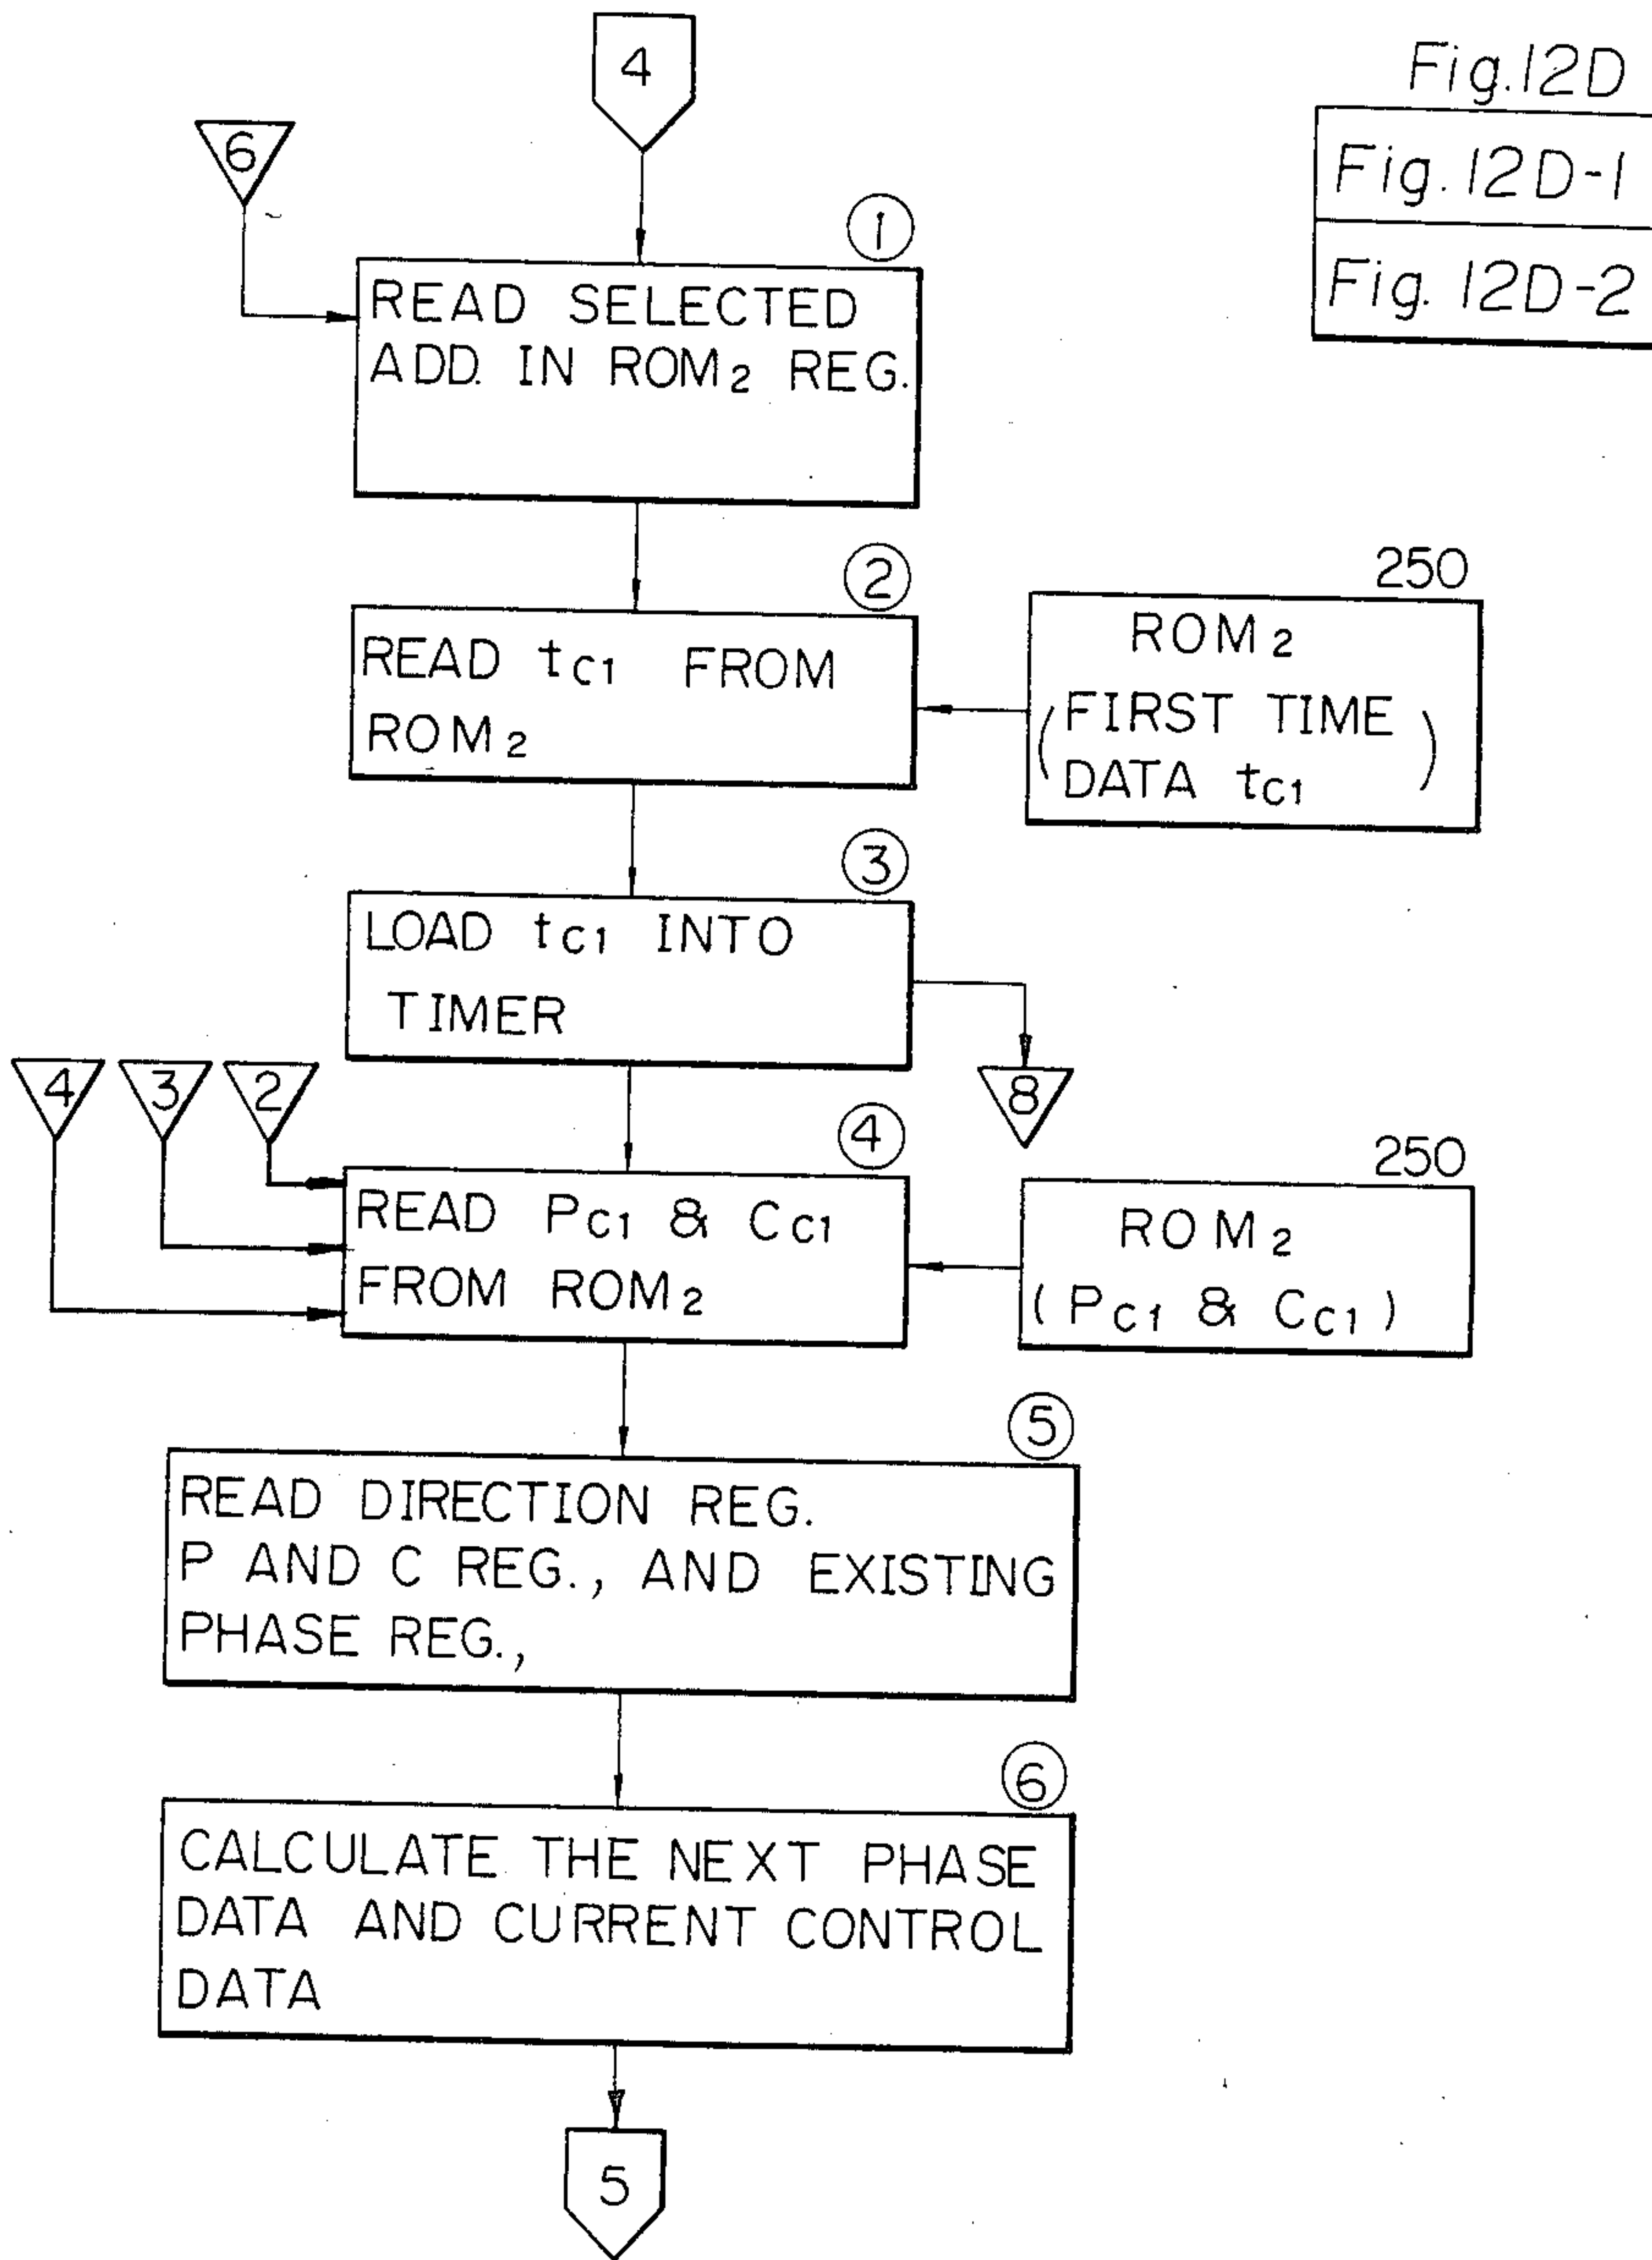 4
Fig.12D
Fig.12D-1
Fig.12D-2
6
1
READ SELECTED
ADD. IN ROM2 REG.
2
READ tC1 FROM
ROM2
250
ROM2
(FIRST TIME
DATA tC1)
3
LOAD tC1 INTO
TIMER
8
4
3
2
4
READ PC1 & CC1
FROM ROM2
250
ROM2
(PC1 & CC1)
5
READ DIRECTION REG.
P AND C REG., AND EXISTING
PHASE REG.,
6
CALCULATE THE NEXT PHASE
DATA AND CURRENT CONTROL
DATA
5